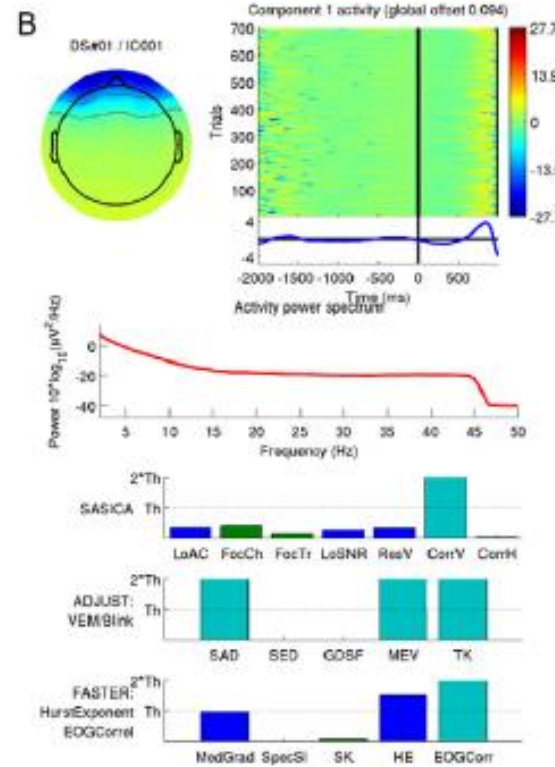 B
Component 1 activity (global offset 0.094)
DS#01 / IC001
Trials
700
600
500
400
300
200
100
27.7
13.9
0
-13.9
-27.7
4
-4
-2000 -1500 -1000 -500 0 500
Time (ms)
Activity power spectrum
Power 10*log10(µV²/Hz)
0
-20
-40
5 10 15 20 25 30 35 40 45 50
Frequency (Hz)
SASICA
2*Th
Th
LoAC FocCh FocTr LoSNR ResV CorrV CorrH
ADJUST:
VEM/Blink
2*Th
Th
SAD SED GDSF MEV TK
FASTER:
HurstExponent
EOGCorrel
2*Th
Th
MedGrad SpecSl SK HE EOGCorr